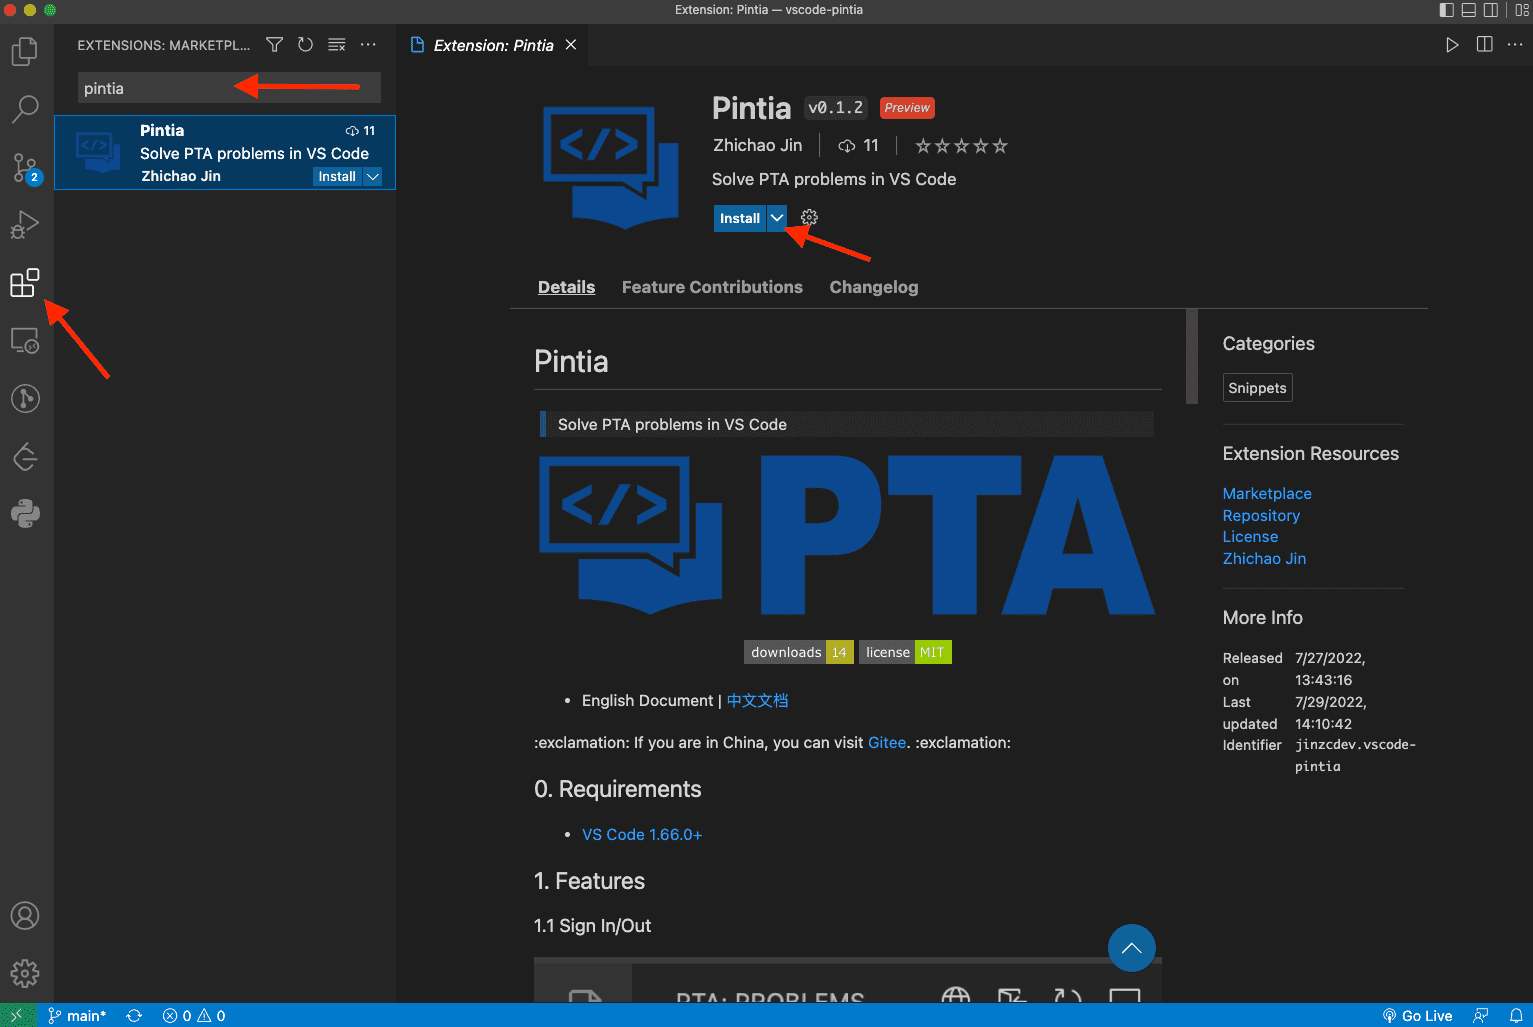 Extension: Pintia — vscode-pintia
EXTENSIONS: MARKETPL...
pintia
Pintia 11
Solve PTA problems in VS Code
Zhichao Jin Install
2
Extension: Pintia
Pintia v0.1.2 Preview
Zhichao Jin 11
Solve PTA problems in VS Code
Install
Details Feature Contributions Changelog
Pintia
Solve PTA problems in VS Code
PTA
downloads 14 license MIT
• English Document | 中文文档
:exclamation: If you are in China, you can visit Gitee. :exclamation:
0. Requirements
• VS Code 1.66.0+
1. Features
1.1 Sign In/Out
PTA: PROBLEMS
Categories
Snippets
Extension Resources
Marketplace
Repository
License
Zhichao Jin
More Info
Released 7/27/2022,
on 13:43:16
Last 7/29/2022,
updated 14:10:42
Identifier jinzcdev.vscode-
pintia
main* 0 0 Go Live